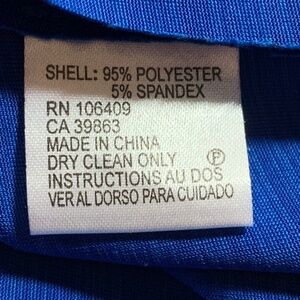 SHELL: 95% POLYESTER
5% SPANDEX
RN 106409
CA 39863
MADE IN CHINA
DRY CLEAN ONLY Ⓟ
INSTRUCTIONS AU DOS
VER AL DORSO PARA CUIDADO